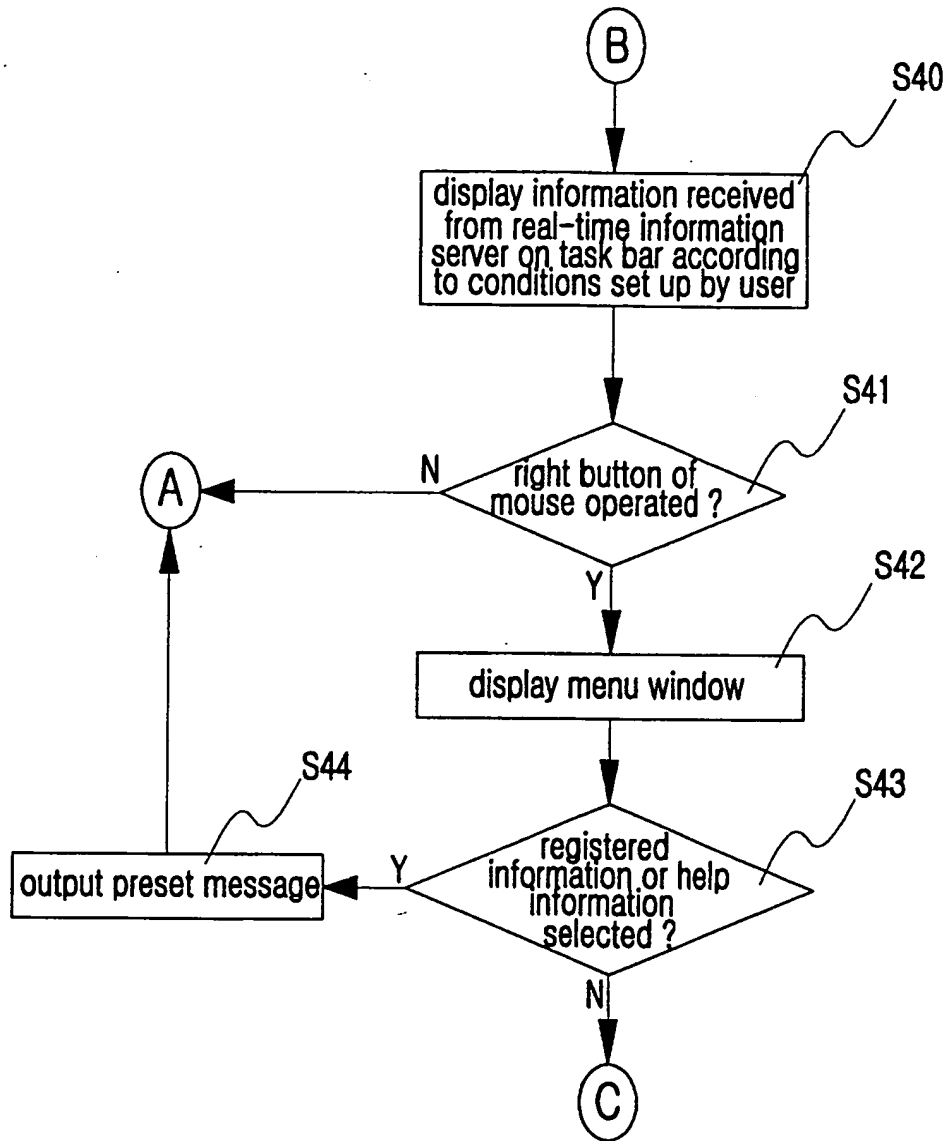 B
S40
display information received
from real-time information
server on task bar according
to conditions set up by user
S41
N
right button of
mouse operated ?
A
Y
S42
display menu window
S44
S43
output preset message
Y
registered
information or help
information
selected ?
N
C